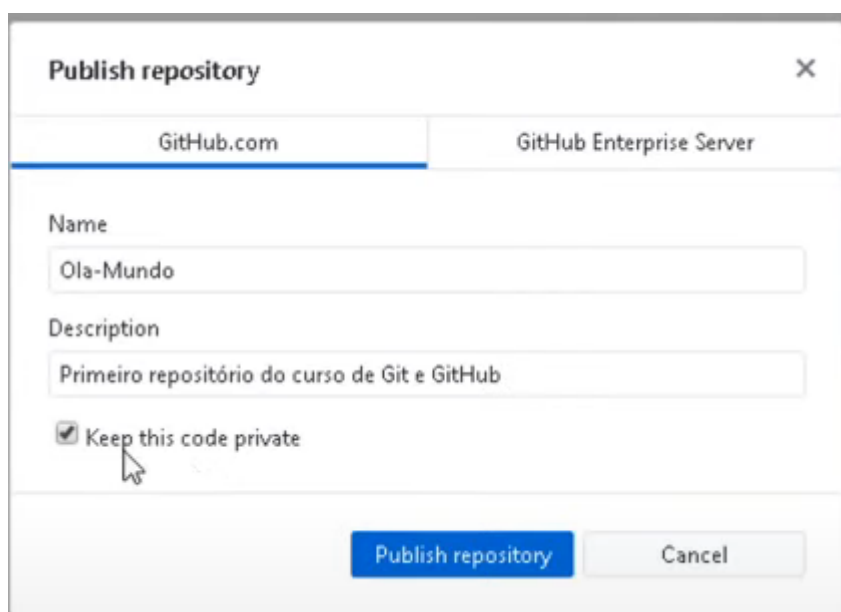 Publish repository
GitHub.com
GitHub Enterprise Server
Name
Ola-Mundo
Description
Primeiro repositório do curso de Git e GitHub
Keep this code private
Publish repository
Cancel